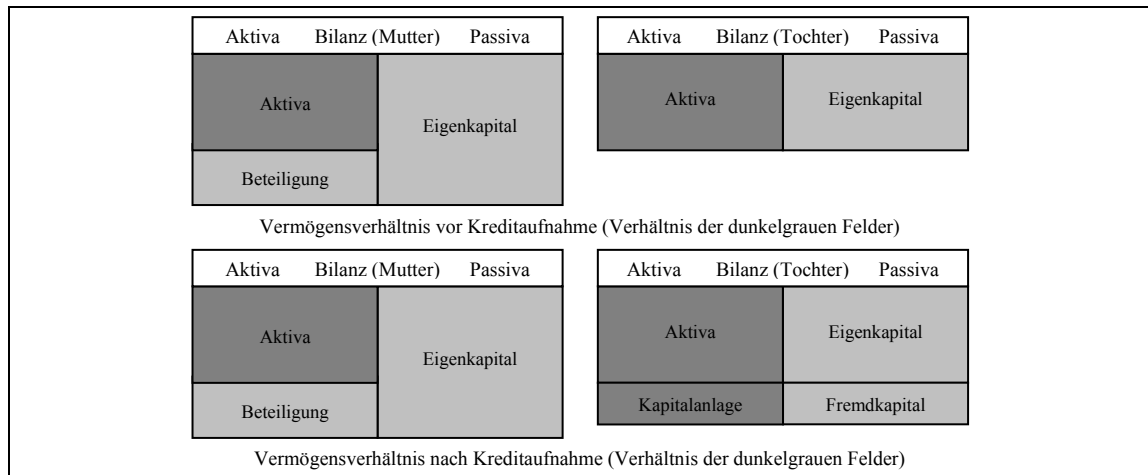 Aktiva Bilanz (Mutter) Passiva
Aktiva
Eigenkapital
Beteiligung
Aktiva Bilanz (Tochter) Passiva
Aktiva Eigenkapital
Vermögensverhältnis vor Kreditaufnahme (Verhältnis der dunkelgrauen Felder)
Aktiva Bilanz (Mutter) Passiva
Aktiva
Eigenkapital
Beteiligung
Aktiva Bilanz (Tochter) Passiva
Aktiva Eigenkapital
Kapitalanlage Fremdkapital
Vermögensverhältnis nach Kreditaufnahme (Verhältnis der dunkelgrauen Felder)